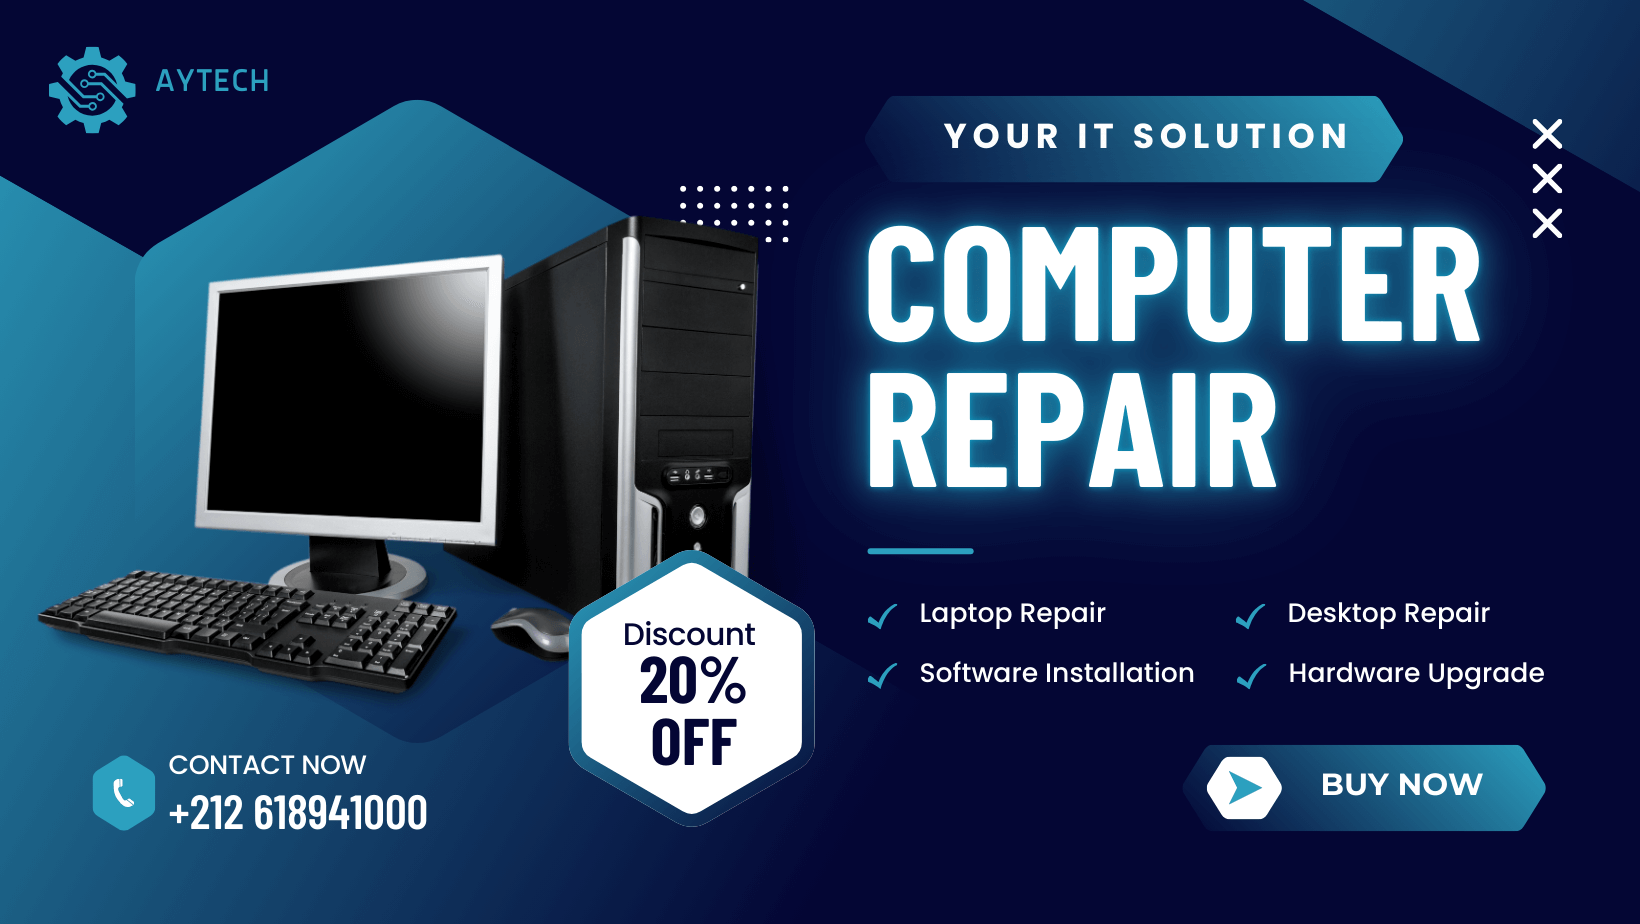 AYTECH
YOUR IT SOLUTION
COMPUTER
REPAIR
Laptop Repair
Desktop Repair
Software Installation
Hardware Upgrade
Discount
20%
OFF
CONTACT NOW
+212 618941000
BUY NOW